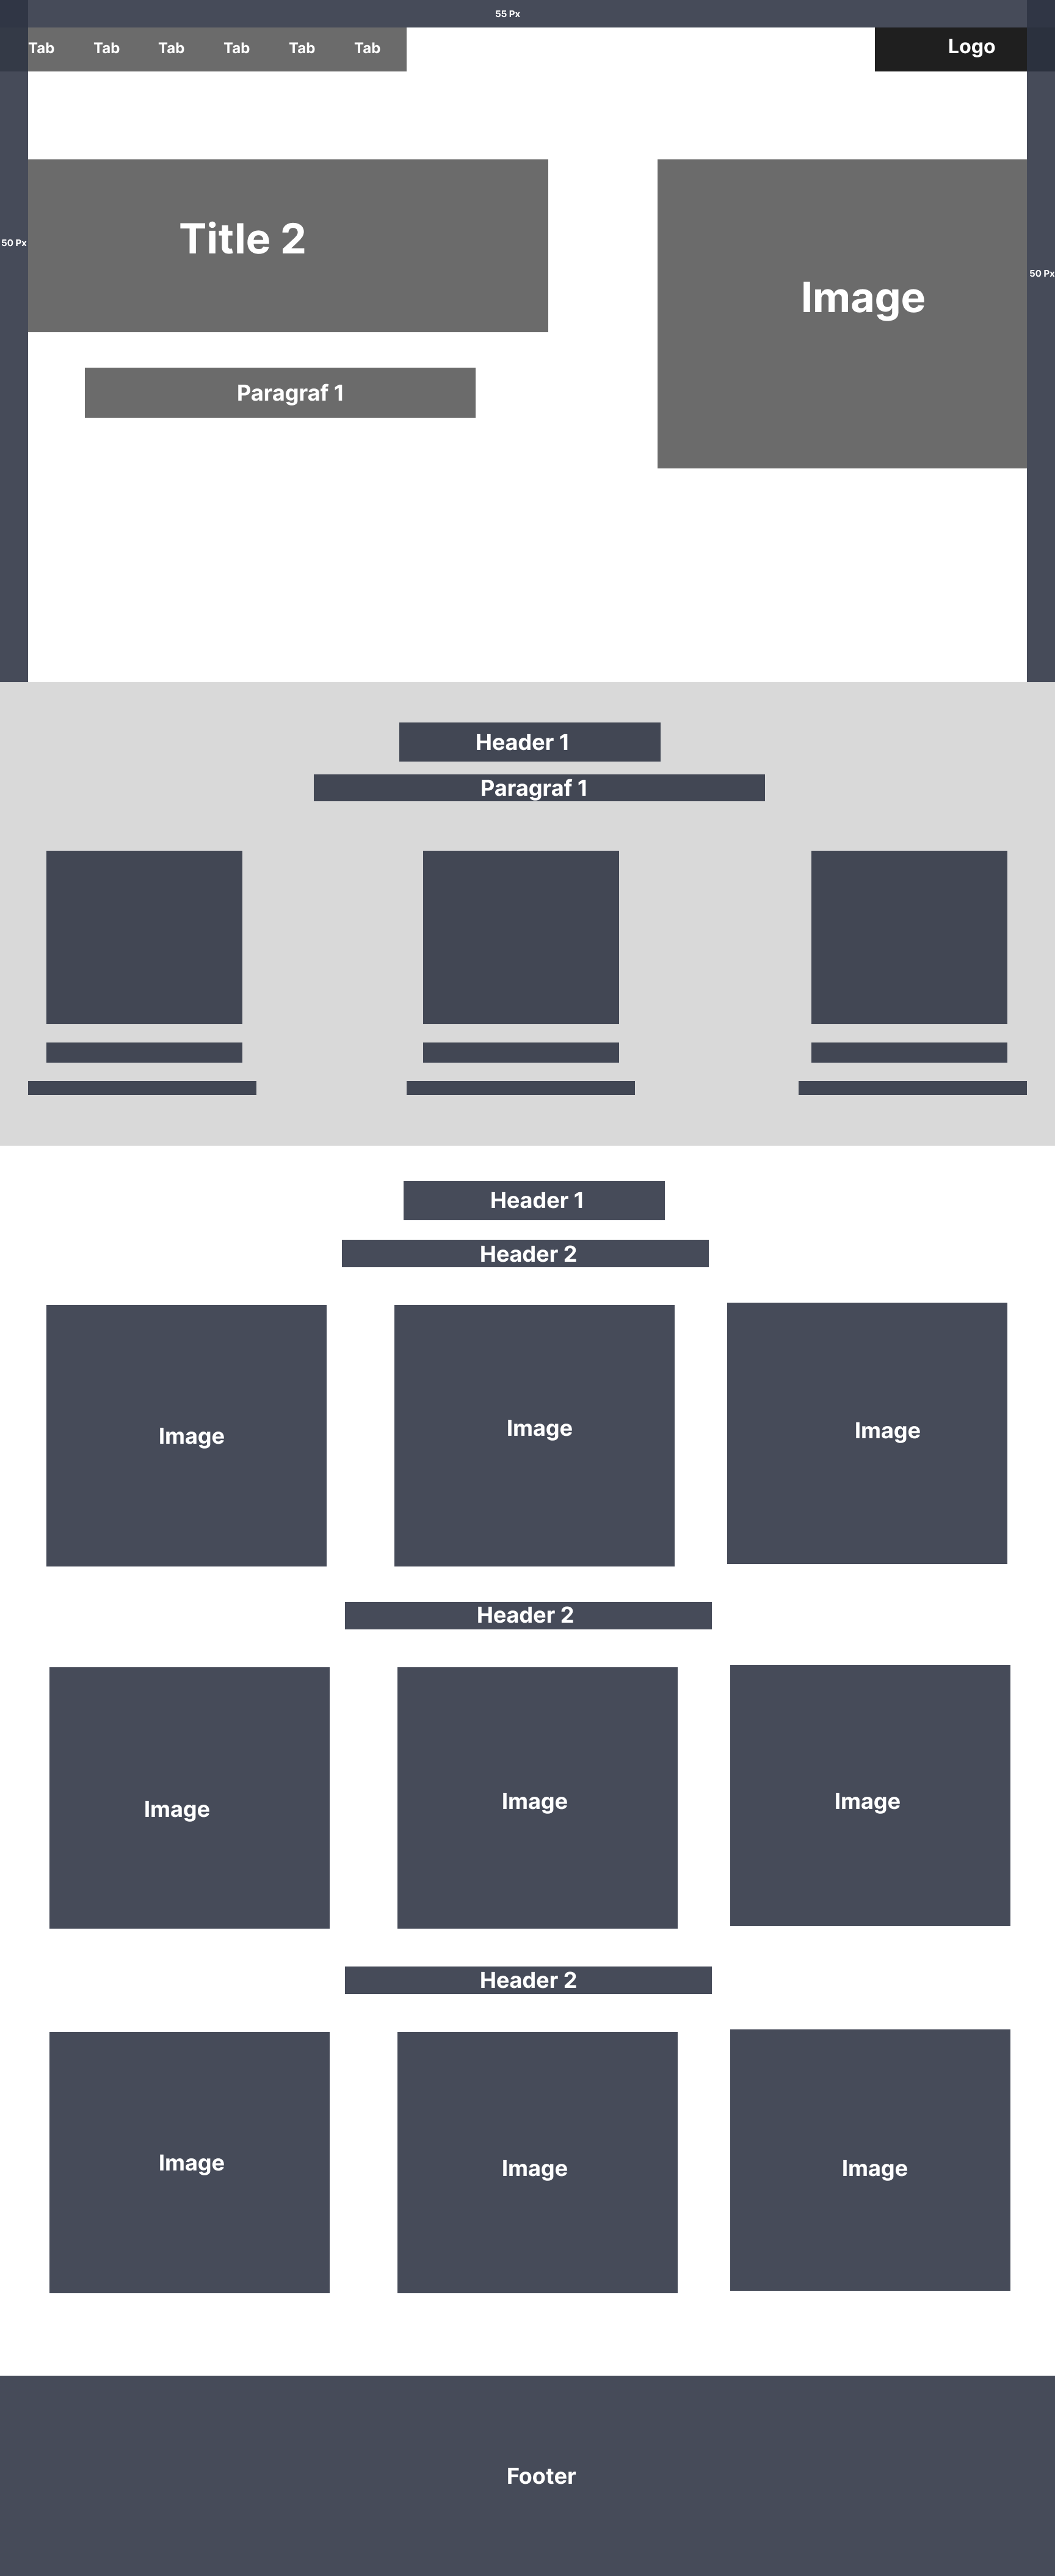 55 Px
Tab Tab Tab Tab Tab Tab Logo
Title 2
50 Px
50 Px
Image
Paragraf 1
Header 1
Paragraf 1
Header 1
Header 2
Image Image Image
Header 2
Image Image Image
Header 2
Image Image Image
Footer